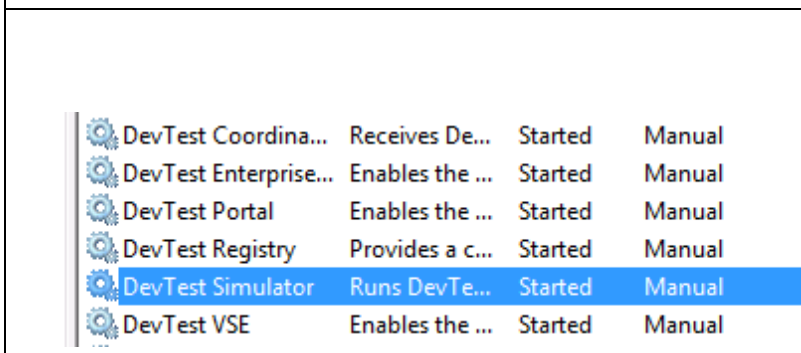 DevTest Coordina... Receives De... Started Manual
DevTest Enterprise... Enables the ... Started Manual
DevTest Portal Enables the ... Started Manual
DevTest Registry Provides a c... Started Manual
DevTest Simulator Runs DevTe... Started Manual
DevTest VSE Enables the ... Started Manual